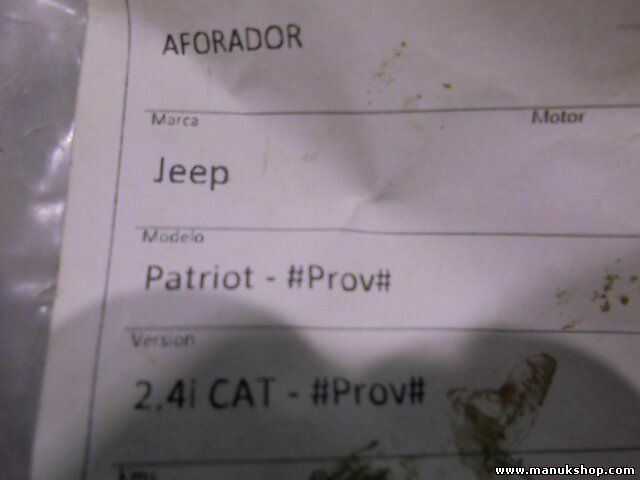 AFORADOR
Marca Motor
Jeep
Modelo
Patriot - #Prov#
Version
2.4i CAT - #Prov#
www.manukshop.com